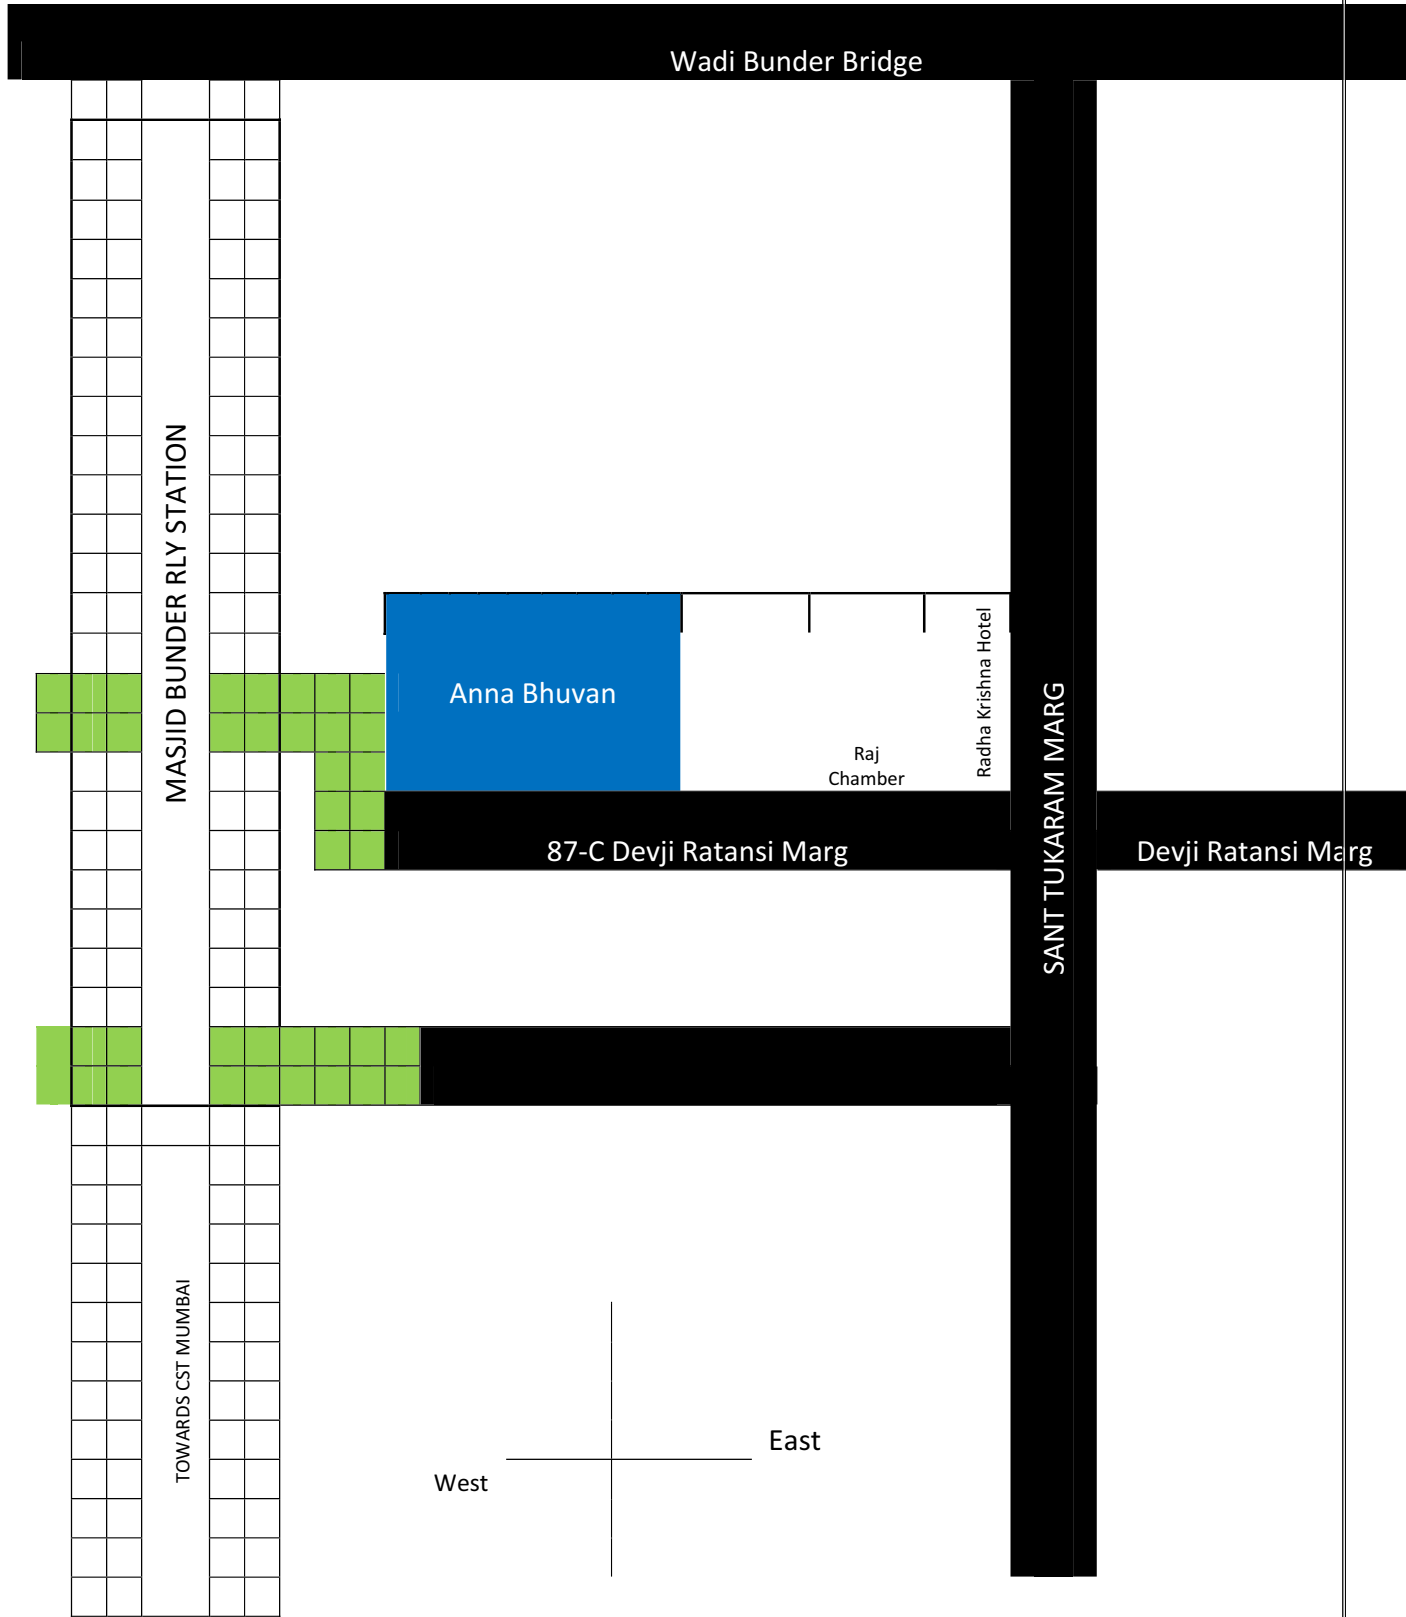 Wadi Bunder Bridge
MASJID BUNDER RLY STATION
Anna Bhuvan
Raj
Chamber
Radha Krishna Hotel
SANT TUKARAM MARG
87-C Devji Ratansi Marg
Devji Ratansi Marg
TOWARDS CST MUMBAI
East
West